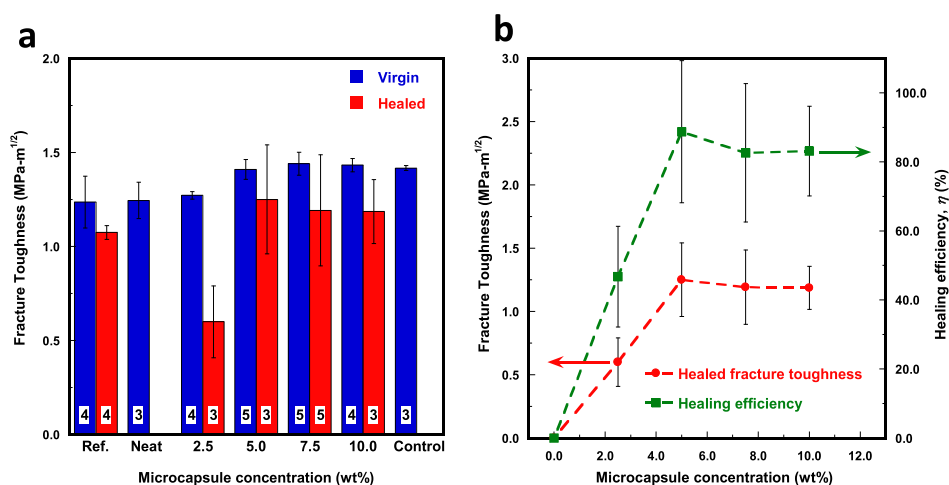 a
2.0
1.5
1.0
0.5
0.0
Fracture Toughness (MPa-m1/2)
Virgin
Healed
4 4 3 4 3 5 3 5 5 4 3 3
Ref. Neat 2.5 5.0 7.5 10.0 Control
Microcapsule concentration (wt%)
b
3.0
2.5
2.0
1.5
1.0
0.5
0.0
Fracture Toughness (MPa-m1/2)
100.0
80.0
60.0
40.0
20.0
0.0
Healing efficiency, η (%)
Healed fracture toughness
Healing efficiency
0.0 2.0 4.0 6.0 8.0 10.0 12.0
Microcapsule concentration (wt%)